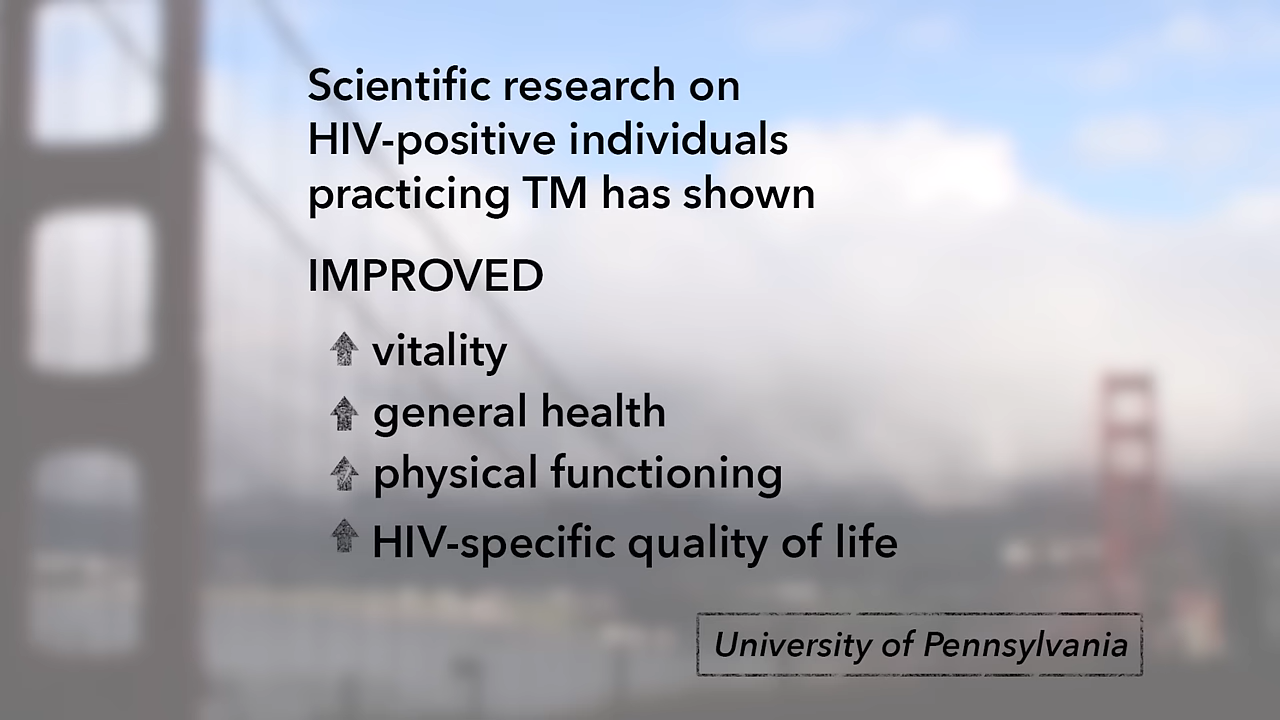 Scientific research on
HIV-positive individuals
practicing TM has shown
IMPROVED
vitality
general health
physical functioning
HIV-specific quality of life
University of Pennsylvania